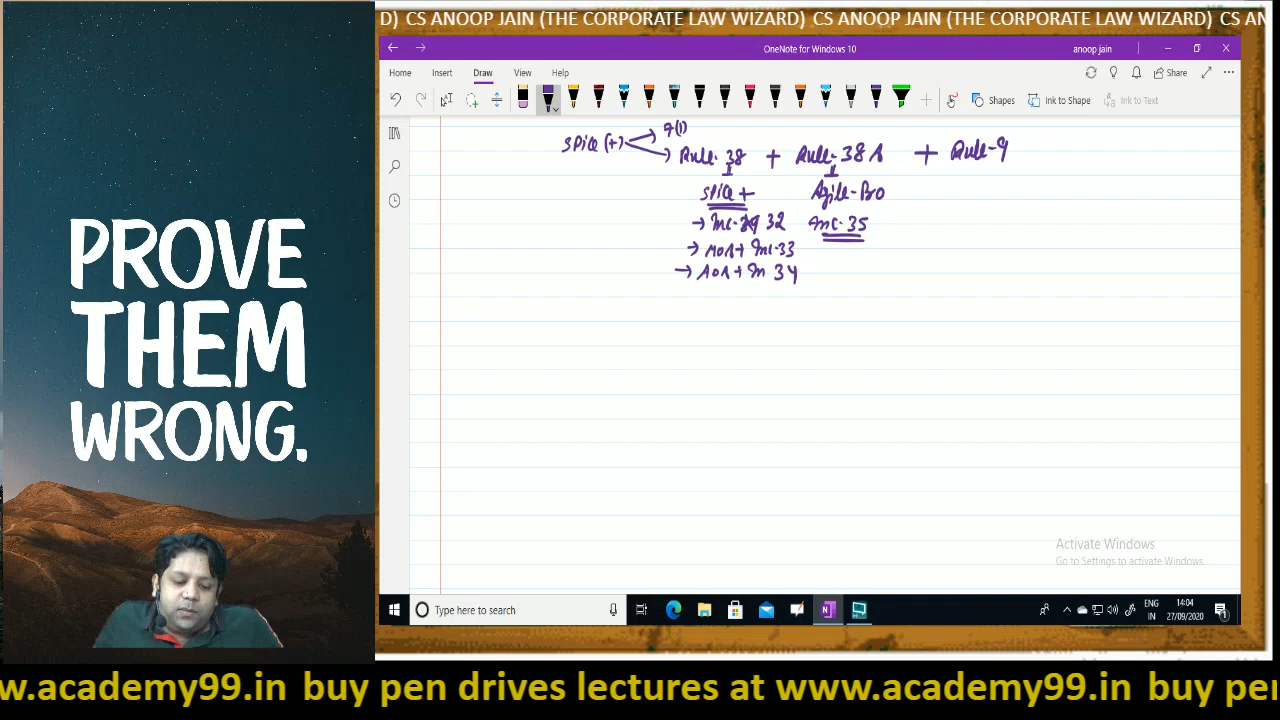 D) CS ANOOP JAIN (THE CORPORATE LAW WIZARD) CS ANOOP JAIN (THE CORPORATE LAW WIZARD) CS AN
OneNote for Windows 10
anoop jain
Home Insert Draw View Help
Share
Shapes Ink to Shape Ink to Text
7(1)
SPice (+) Rule-38 + Rule-38A + Rule-9
Spice + Agile-Pro
Inc-32 Inc-35
MOA + Inc-33
AOA + In 34
PROVE
THEM
WRONG.
Activate Windows
Go to Settings to activate Windows.
Type here to search
ENG
IN
14:04
27/09/2020
w.academy99.in buy pen drives lectures at www.academy99.in buy pen